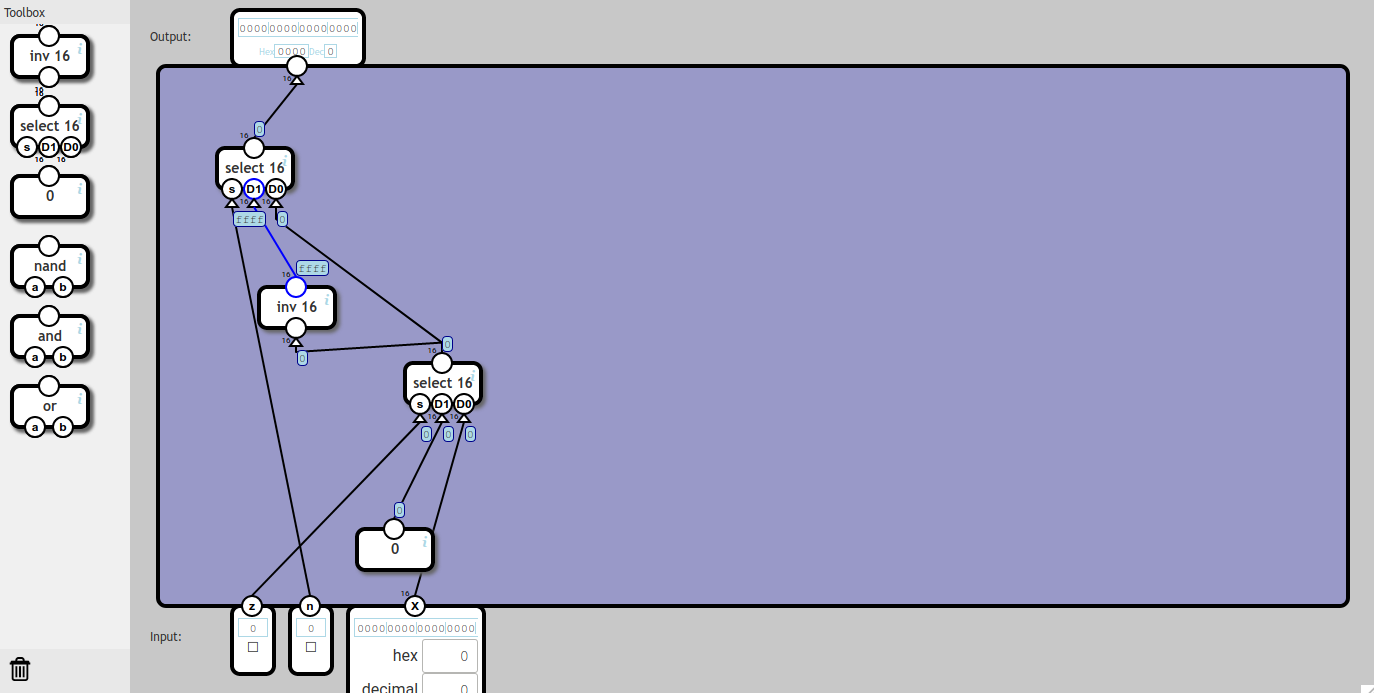 Toolbox
inv 16
i
16
select 16
i
s D1 D0
16 16
0
i
nand
i
a b
and
i
a b
or
i
a b
Output:
0000 0000 0000 0000
Hex 0000 Dec 0
16
0
16
select 16
i
s D1 D0
16 16
ffff 0
ffff
16
inv 16
i
16
0
0
16
select 16
i
s D1 D0
16 16
0 0 0
0
0
i
16
z n X
Input:
0 0 0000 0000 0000 0000
hex 0
decimal 0